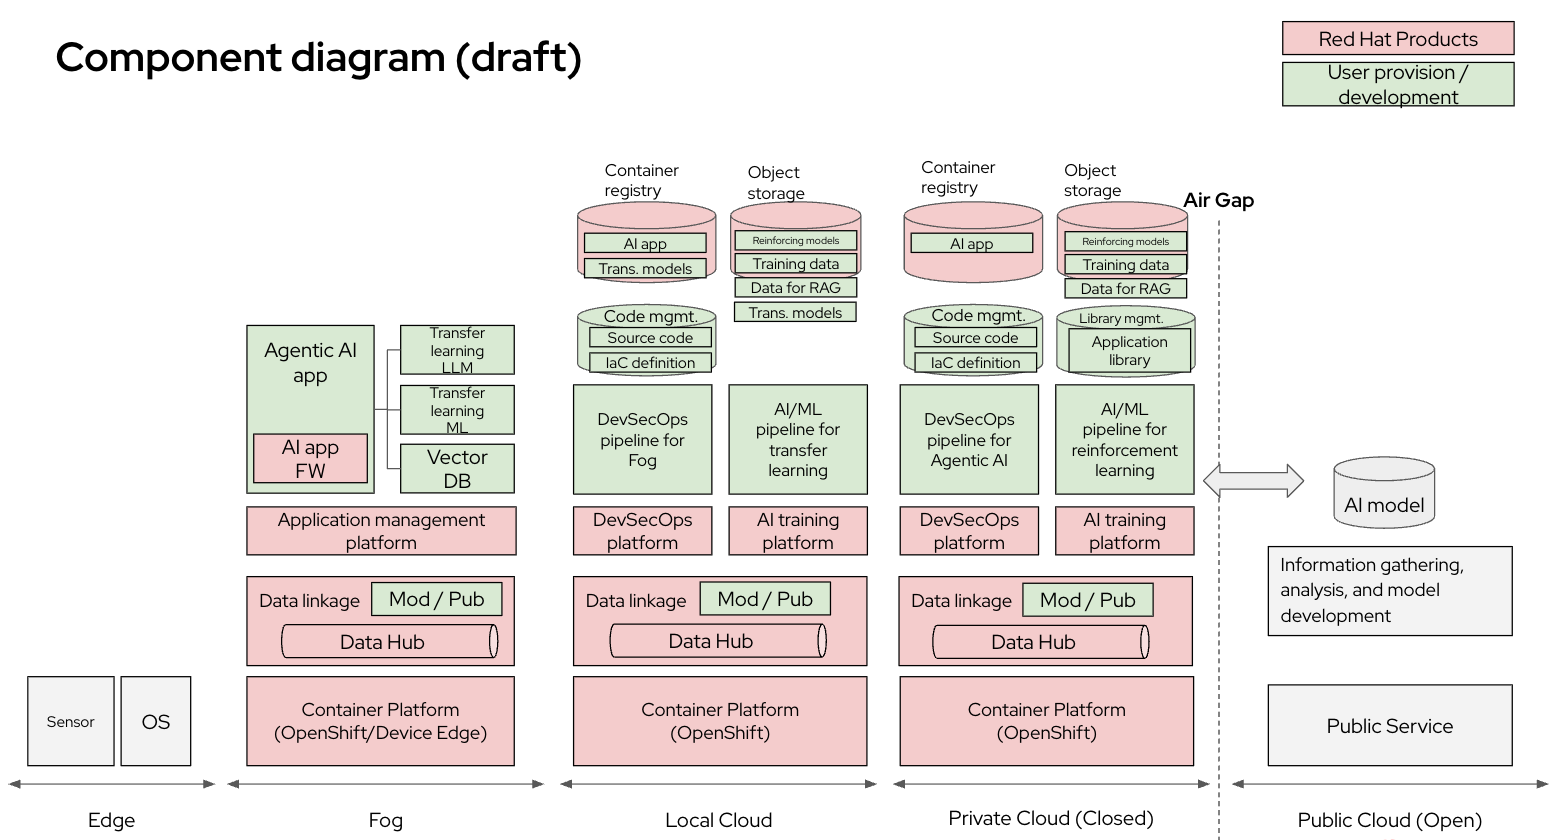 Component diagram (draft)
Red Hat Products
User provision /
development
Container
registry
AI app
Trans. models
Object
storage
Reinforcing models
Training data
Data for RAG
Trans. models
Container
registry
AI app
Object
storage
Reinforcing models
Training data
Data for RAG
Air Gap
Code mgmt.
Source code
IaC definition
Code mgmt.
Source code
IaC definition
Library mgmt.
Application
library
Agentic AI
app
AI app
FW
Transfer
learning
LLM
Transfer
learning
ML
Vector
DB
DevSecOps
pipeline for
Fog
AI/ML
pipeline for
transfer
learning
DevSecOps
pipeline for
Agentic AI
AI/ML
pipeline for
reinforcement
learning
AI model
Application management
platform
DevSecOps
platform
AI training
platform
DevSecOps
platform
AI training
platform
Information gathering,
analysis, and model
development
Data linkage
Mod / Pub
Data Hub
Data linkage
Mod / Pub
Data Hub
Data linkage
Mod / Pub
Data Hub
Sensor
OS
Container Platform
(OpenShift/Device Edge)
Container Platform
(OpenShift)
Container Platform
(OpenShift)
Public Service
Edge
Fog
Local Cloud
Private Cloud (Closed)
Public Cloud (Open)